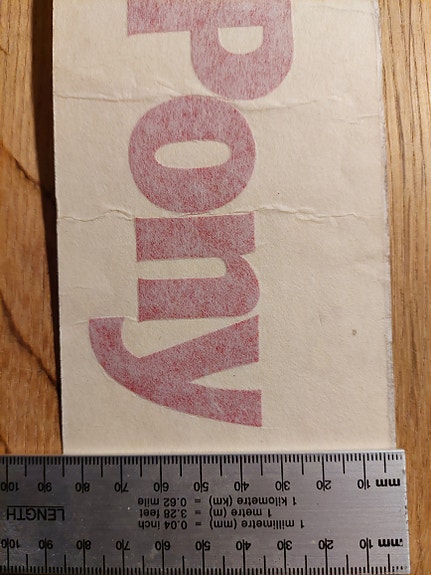 Pony
10 20 30 40 50 60 70 80 90 100
1 millimetre (mm) = 0.04 inch
1 metre (m) = 3.28 feet
1 kilometre (km) = 0.62 mile
LENGTH
mm 10 20 30 40 50 60 70 80 90 100